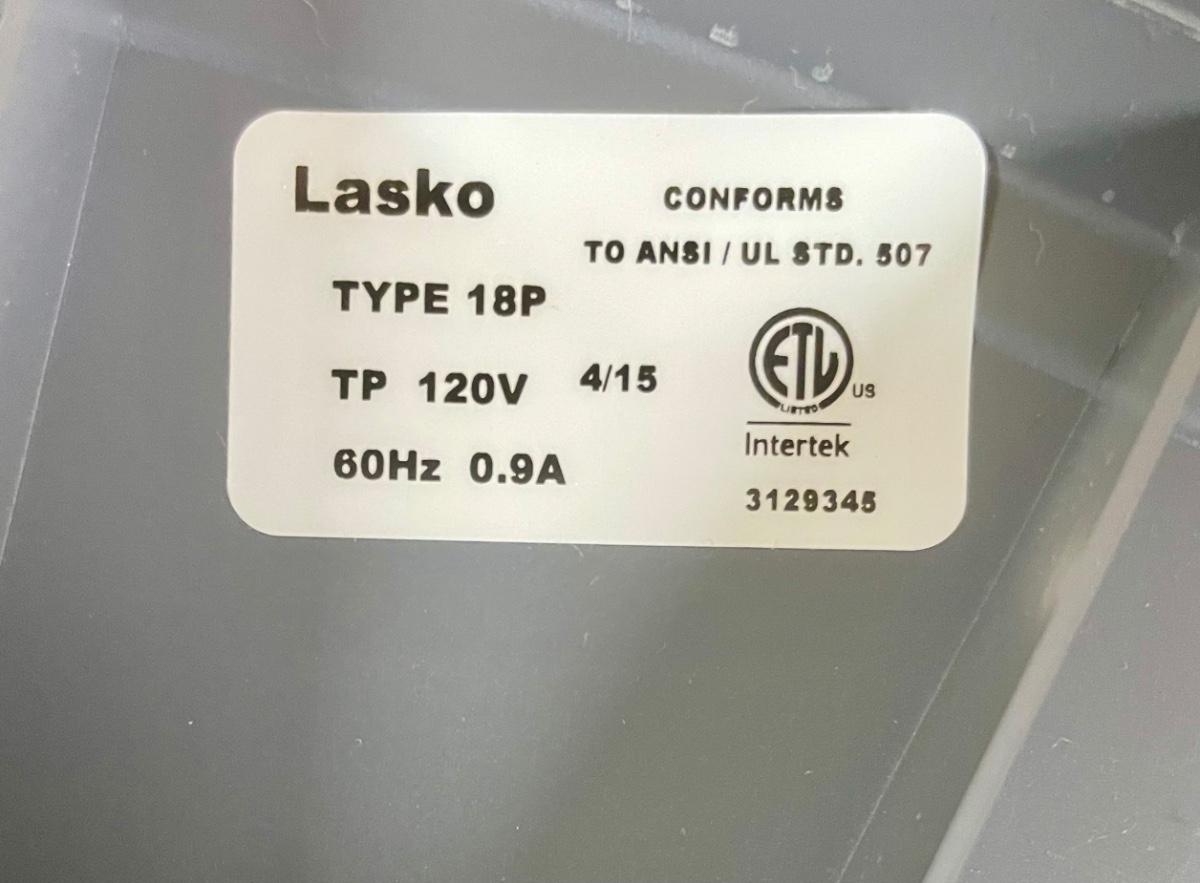 Lasko
TYPE 18P
TP 120V 4/15
60Hz 0.9A
CONFORMS
TO ANSI / UL STD. 507
ETL
LISTED
US
Intertek
3129345